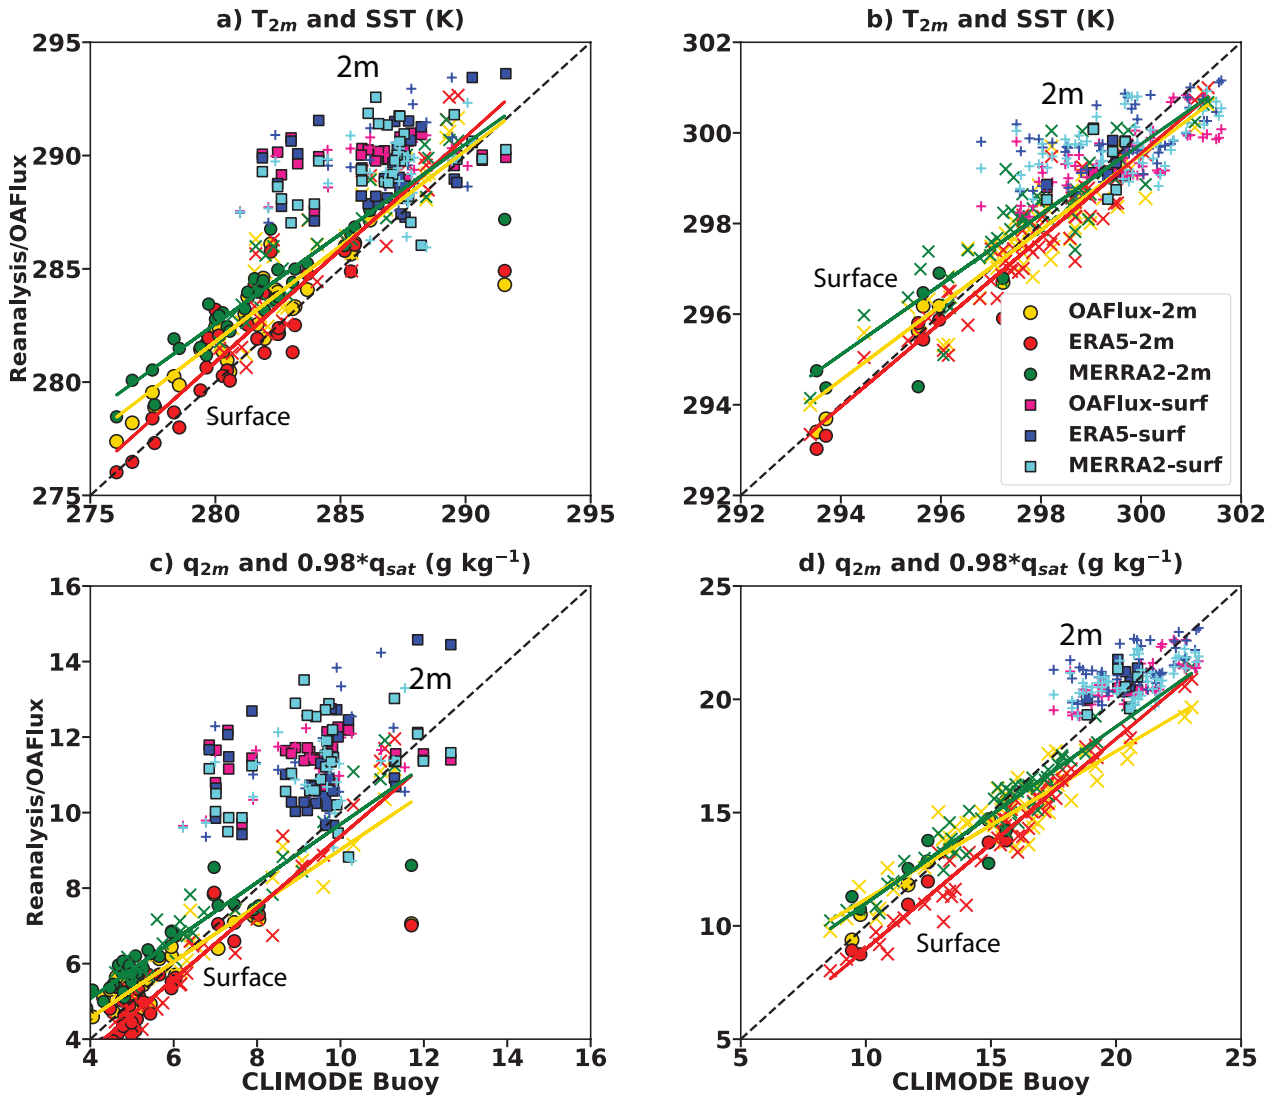 a) T2m and SST (K)
b) T2m and SST (K)
295
290
285
280
275
275
280
285
290
295
2m
Surface
Reanalysis/OAFlux
302
300
298
296
294
292
292
294
296
298
300
302
2m
Surface
OAFlux-2m
ERA5-2m
MERRA2-2m
OAFlux-surf
ERA5-surf
MERRA2-surf
c) q2m and 0.98*qsat (g kg−1)
d) q2m and 0.98*qsat (g kg−1)
16
14
12
10
8
6
4
4
6
8
10
12
14
16
2m
Surface
Reanalysis/OAFlux
CLIMODE Buoy
25
20
15
10
5
5
10
15
20
25
2m
Surface
CLIMODE Buoy